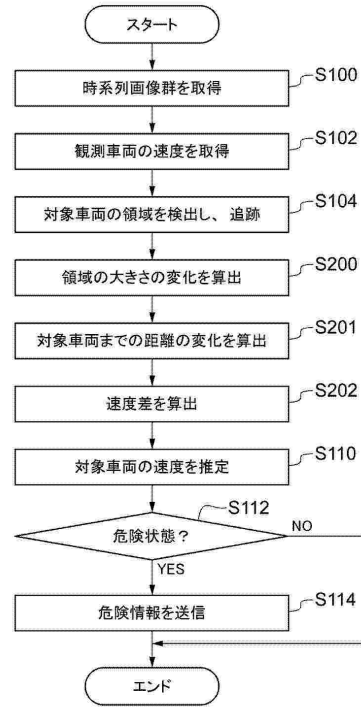 スタート
時系列画像群を取得
S100
観測車両の速度を取得
S102
対象車両の領域を検出し、追跡
S104
領域の大きさの変化を算出
S200
対象車両までの距離の変化を算出
S201
速度差を算出
S202
対象車両の速度を推定
S110
危険状態?
S112
NO
YES
危険情報を送信
S114
エンド